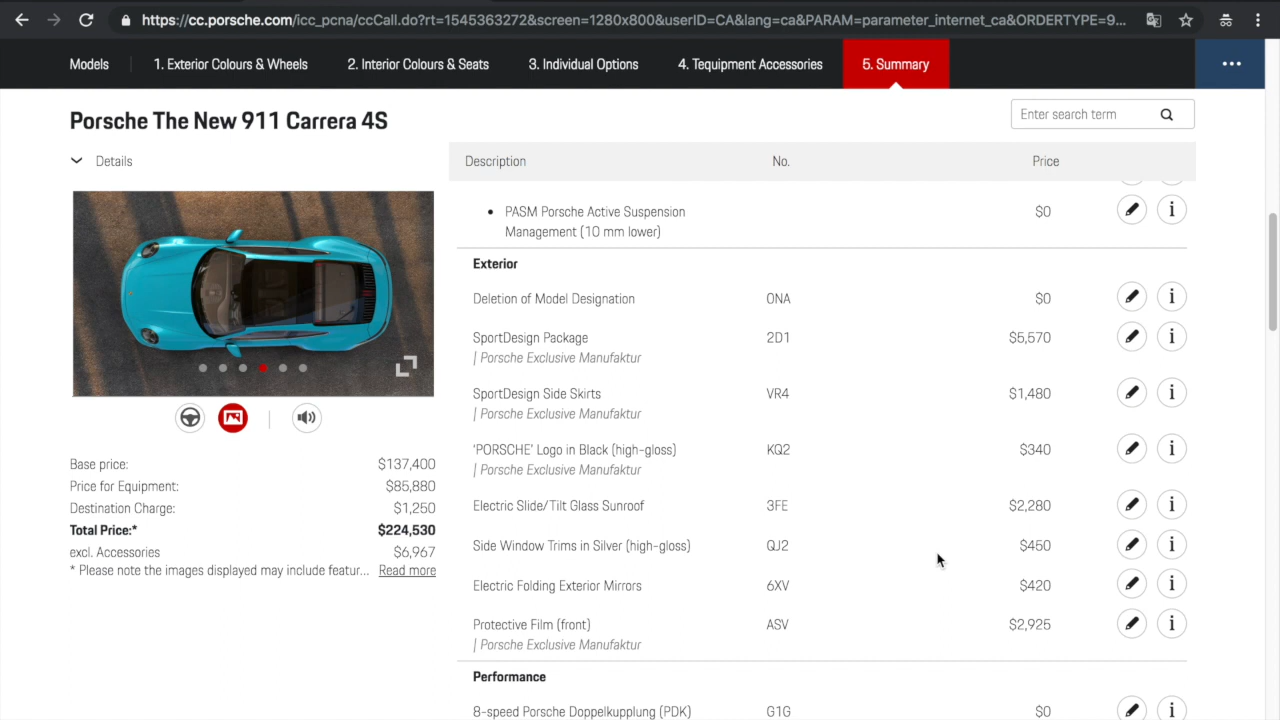 https://cc.porsche.com/icc_pcna/ccCall.do?rt=1545363272&screen=1280x800&userID=CA&lang=ca&PARAM=parameter_internet_ca&ORDERTYPE=9...
Models
1. Exterior Colours & Wheels
2. Interior Colours & Seats
3. Individual Options
4. Tequipment Accessories
5. Summary
Porsche The New 911 Carrera 4S
Enter search term
Details
Description No. Price
PASM Porsche Active Suspension $0
Management (10 mm lower)
Exterior
Deletion of Model Designation 0NA $0
SportDesign Package 2D1 $5,570
| Porsche Exclusive Manufaktur
SportDesign Side Skirts VR4 $1,480
| Porsche Exclusive Manufaktur
'PORSCHE' Logo in Black (high-gloss) KQ2 $340
| Porsche Exclusive Manufaktur
Electric Slide/Tilt Glass Sunroof 3FE $2,280
Side Window Trims in Silver (high-gloss) QJ2 $450
Electric Folding Exterior Mirrors 6XV $420
Protective Film (front) ASV $2,925
| Porsche Exclusive Manufaktur
Performance
8-speed Porsche Doppelkupplung (PDK) G1G $0
Base price: $137,400
Price for Equipment: $85,880
Destination Charge: $1,250
Total Price:* $224,530
excl. Accessories $6,967
* Please note the images displayed may include featur... Read more